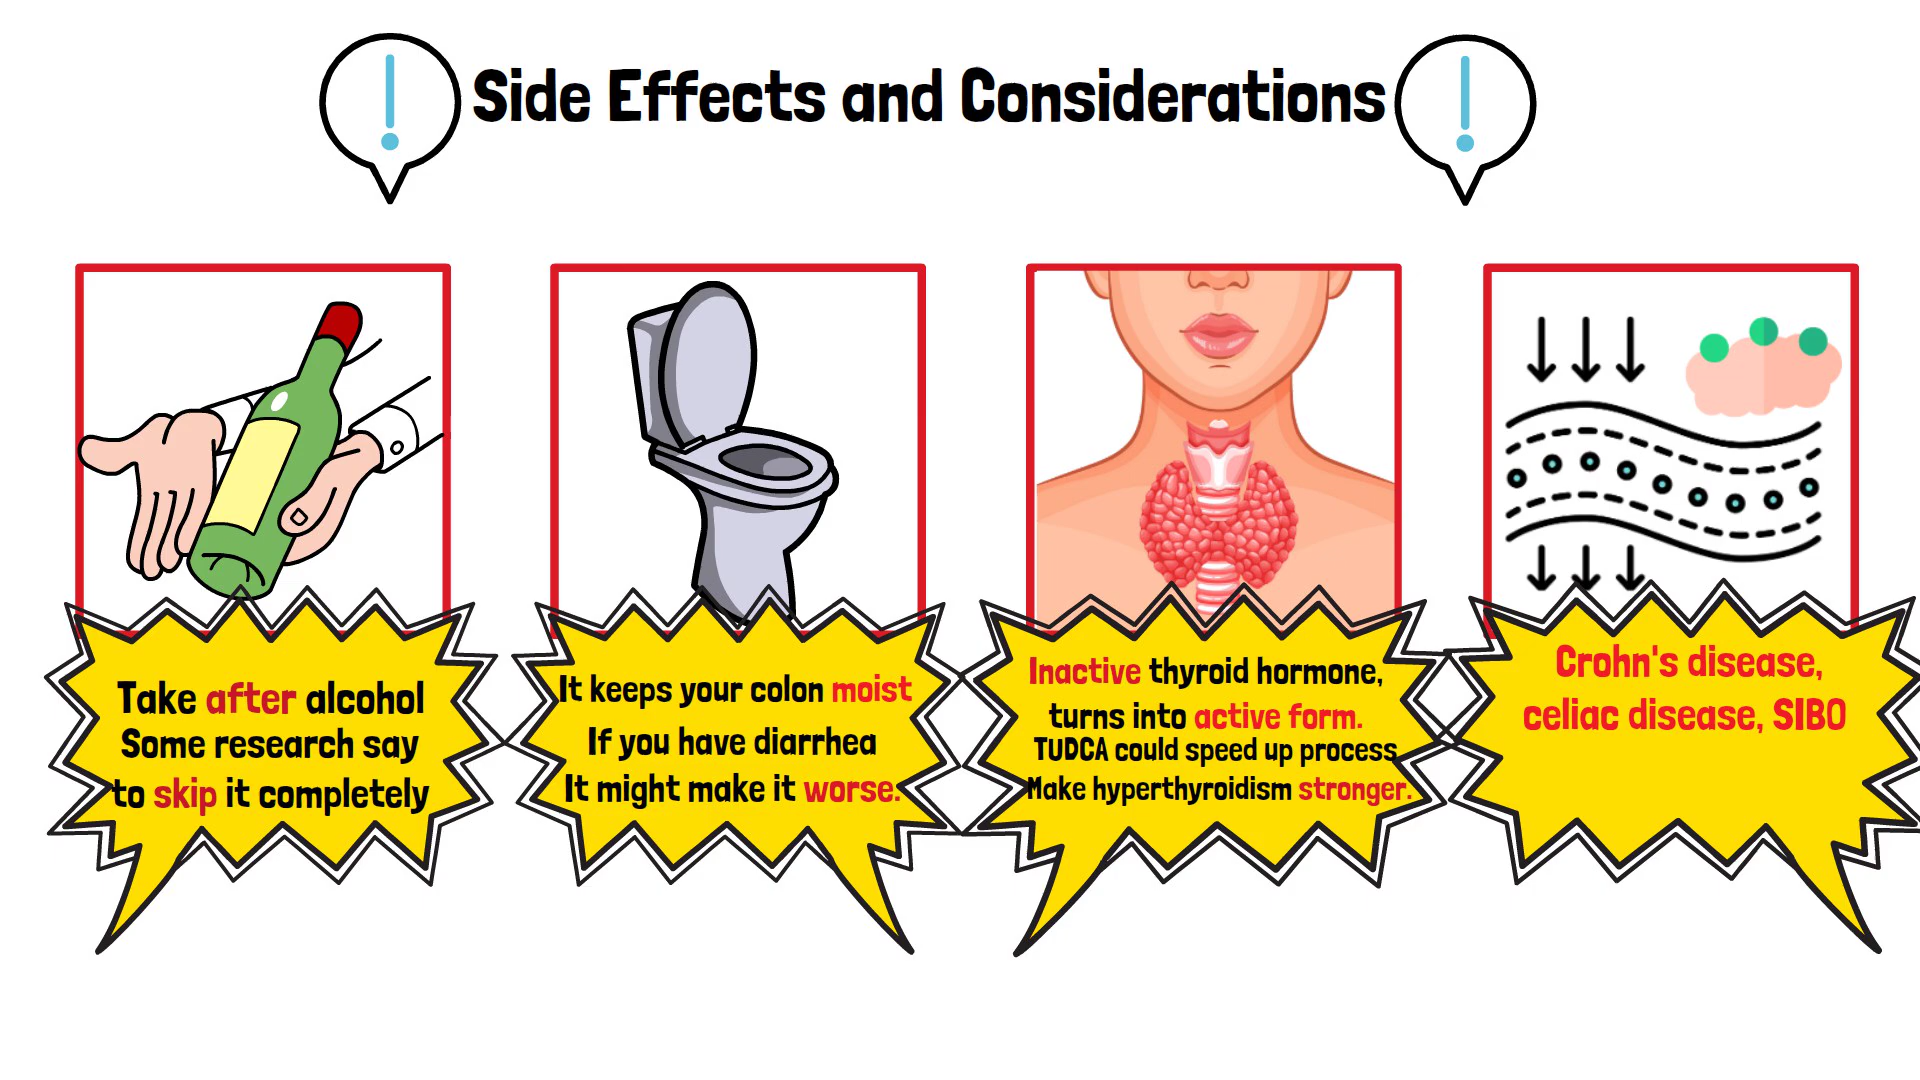 Side Effects and Considerations
Take after alcohol
Some research say
to skip it completely
It keeps your colon moist
If you have diarrhea
It might make it worse.
Inactive thyroid hormone,
turns into active form.
TUDCA could speed up process
Make hyperthyroidism stronger.
Crohn's disease,
celiac disease, SIBO